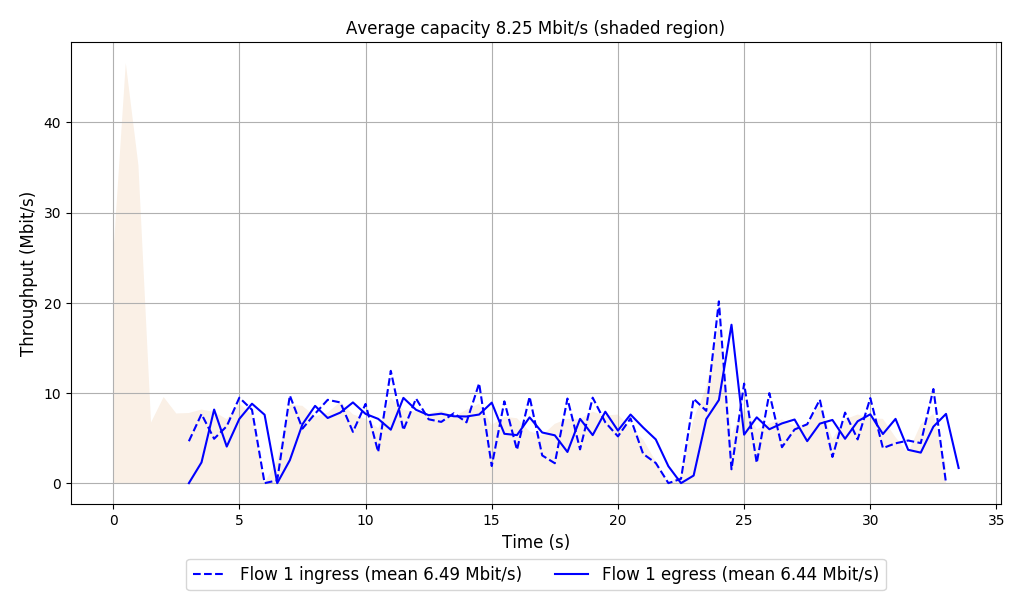 Average capacity 8.25 Mbit/s (shaded region)
Throughput (Mbit/s)
40
30
20
10
0
0 5 10 15 20 25 30 35
Time (s)
Flow 1 ingress (mean 6.49 Mbit/s) Flow 1 egress (mean 6.44 Mbit/s)